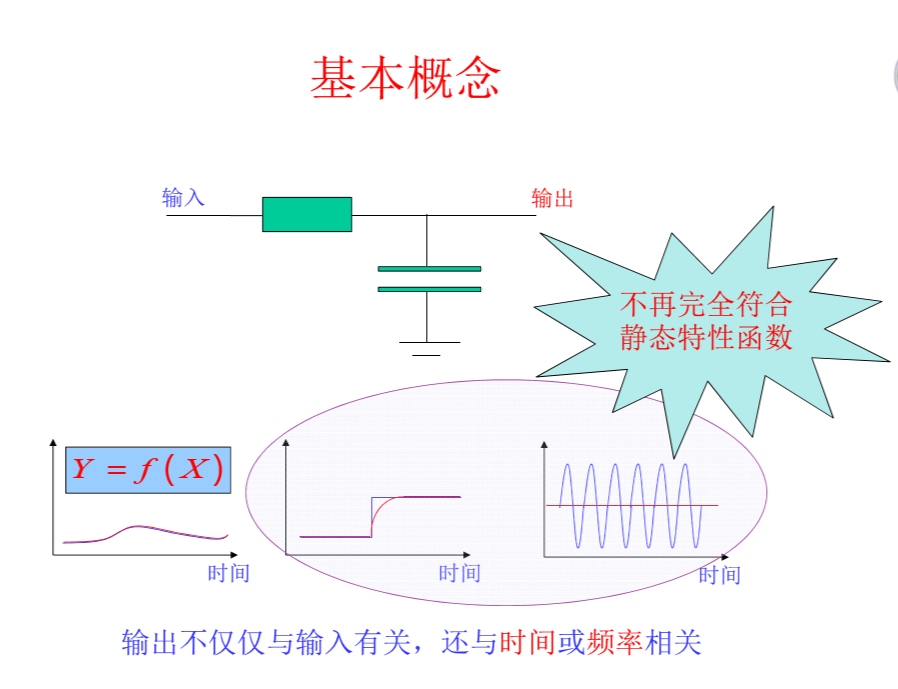 基本概念
输入
输出
不再完全符合
静态特性函数
Y = f(X)
时间
时间
时间
输出不仅仅与输入有关，还与时间或频率相关